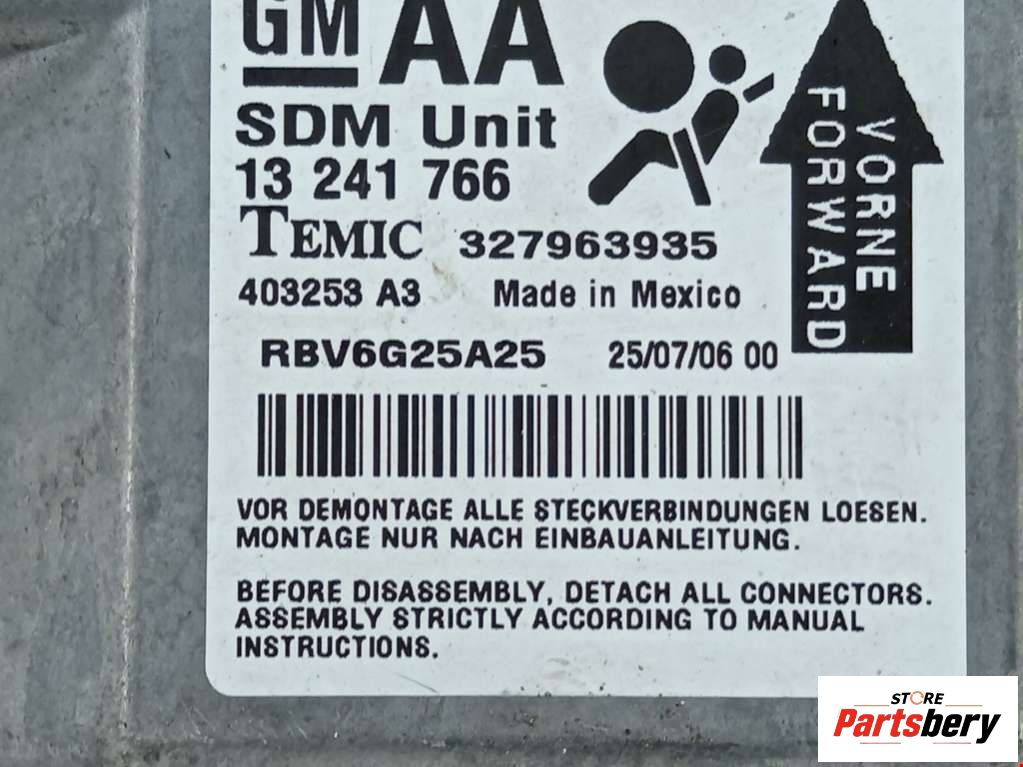 GM AA
SDM Unit
13 241 766
TEMIC 327963935
403253 A3 Made in Mexico
RBV6G25A25 25/07/06 00
VORNE
FORWARD
VOR DEMONTAGE ALLE STECKVERBINDUNGEN LOESEN.
MONTAGE NUR NACH EINBAUANLEITUNG.
BEFORE DISASSEMBLY, DETACH ALL CONNECTORS.
ASSEMBLY STRICTLY ACCORDING TO MANUAL
INSTRUCTIONS.
STORE
Partsbery